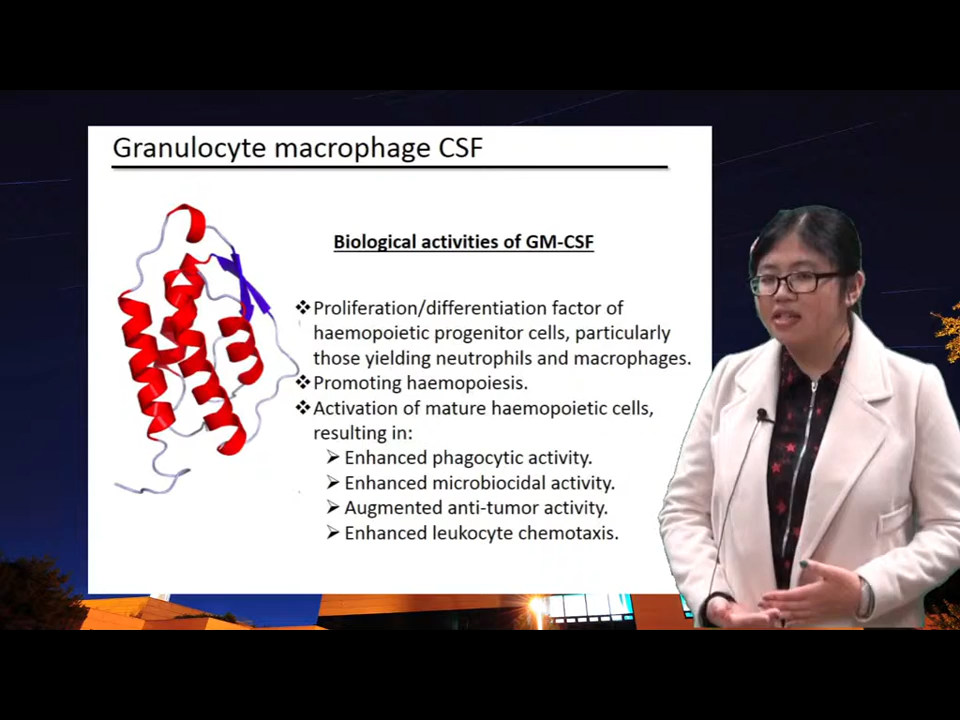 Granulocyte macrophage CSF
Biological activities of GM-CSF
❖Proliferation/differentiation factor of
haemopoietic progenitor cells, particularly
those yielding neutrophils and macrophages.
❖Promoting haemopoiesis.
❖Activation of mature haemopoietic cells,
resulting in:
➢ Enhanced phagocytic activity.
➢ Enhanced microbiocidal activity.
➢ Augmented anti-tumor activity.
➢ Enhanced leukocyte chemotaxis.